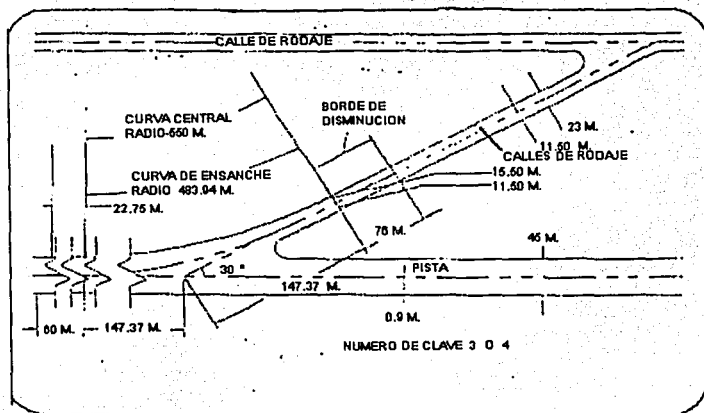 CALLE DE RODAJE
CURVA CENTRAL
RADIO-550 M.
BORDE DE
DISMINUCION
23 M.
11.50 M.
CALLES DE RODAJE
CURVA DE ENSANCHE
RADIO 483.94 M.
15.50 M.
11.50 M.
22.75 M.
76 M.
45 M.
30°
PISTA
147.37 M.
60 M.
147.37 M.
0.9 M.
NUMERO DE CLAVE 3 O 4